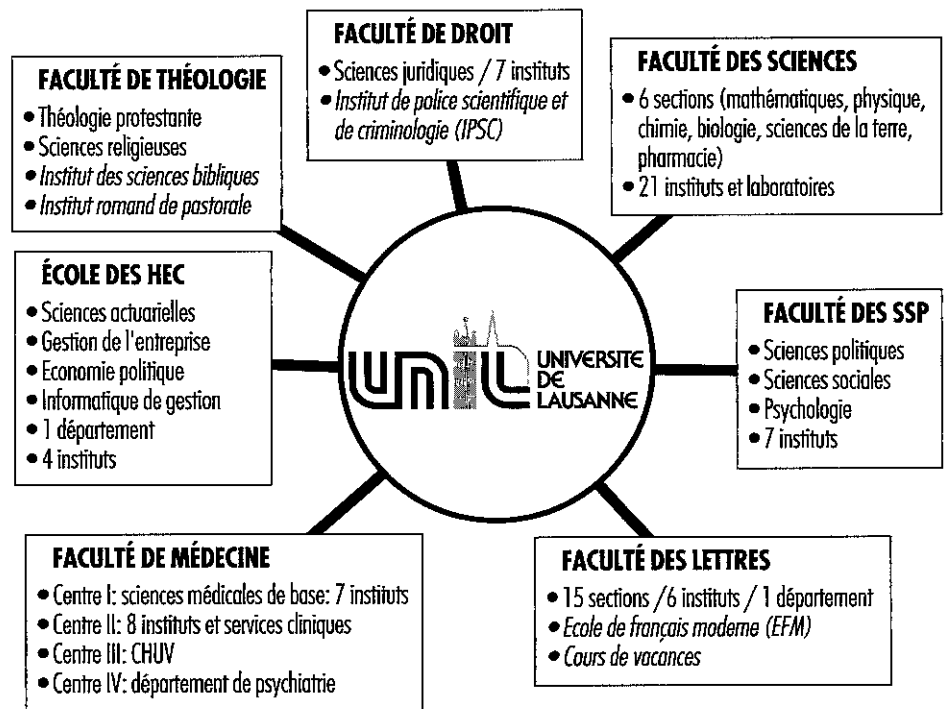 FACULTÉ DE THÉOLOGIE
• Théologie protestante
• Sciences religieuses
• Institut des sciences bibliques
• Institut romand de pastorale
FACULTÉ DE DROIT
• Sciences juridiques / 7 instituts
• Institut de police scientifique et
de criminologie (IPSC)
FACULTÉ DES SCIENCES
• 6 sections (mathématiques, physique,
chimie, biologie, sciences de la terre,
pharmacie)
• 21 instituts et laboratoires
ÉCOLE DES HEC
• Sciences actuarielles
• Gestion de l'entreprise
• Economie politique
• Informatique de gestion
• 1 département
• 4 instituts
unil UNIVERSITE
DE
LAUSANNE
FACULTÉ DES SSP
• Sciences politiques
• Sciences sociales
• Psychologie
• 7 instituts
FACULTÉ DE MÉDECINE
• Centre I: sciences médicales de base: 7 instituts
• Centre II: 8 instituts et services cliniques
• Centre III: CHUV
• Centre IV: département de psychiatrie
FACULTÉ DES LETTRES
• 15 sections /6 instituts / 1 département
• Ecole de français moderne (EFM)
• Cours de vacances